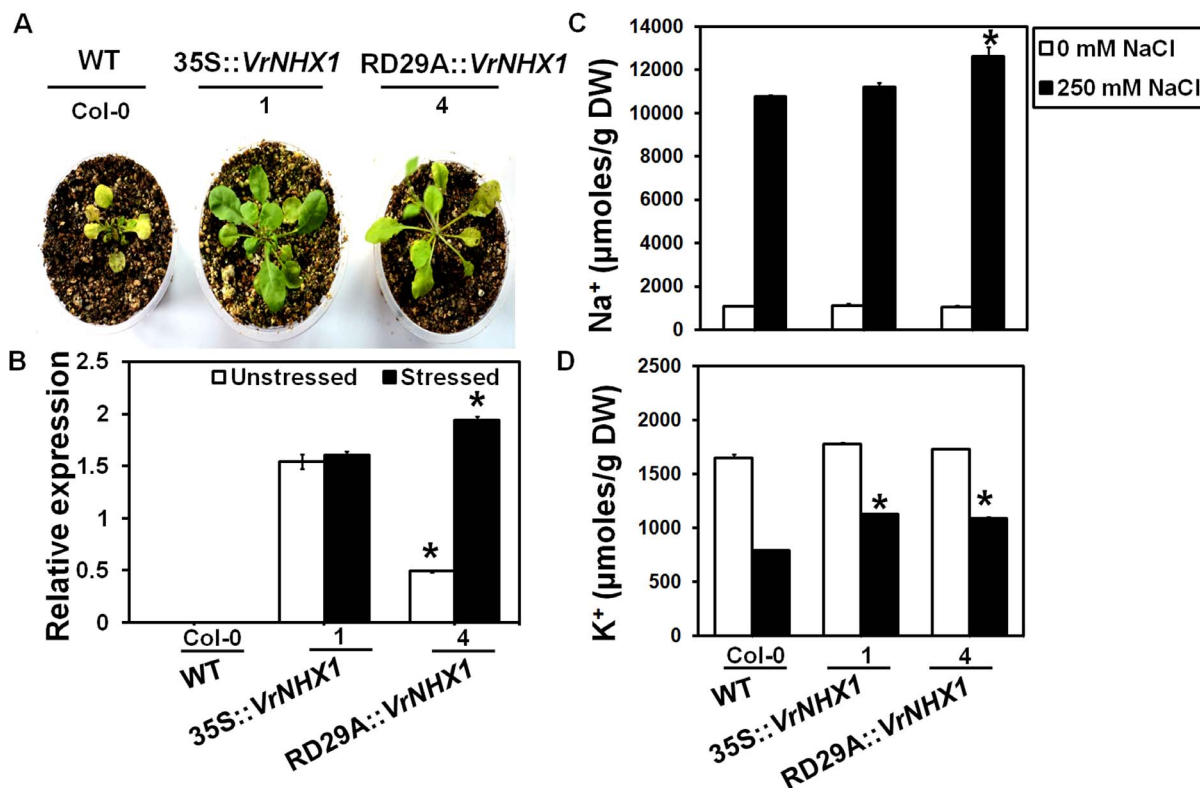 A
WT
35S::VrNHX1
RD29A::VrNHX1
Col-0
1
4
B
Relative expression
2.5
2
1.5
1
0.5
0
Unstressed
Stressed
*
*
Col-0
1
4
WT
35S::VrNHX1
RD29A::VrNHX1
C
Na⁺ (µmoles/g DW)
14000
12000
10000
8000
6000
4000
2000
0
*
0 mM NaCl
250 mM NaCl
D
K⁺ (µmoles/g DW)
2500
2000
1500
1000
500
0
*
*
Col-0
1
4
WT
35S::VrNHX1
RD29A::VrNHX1